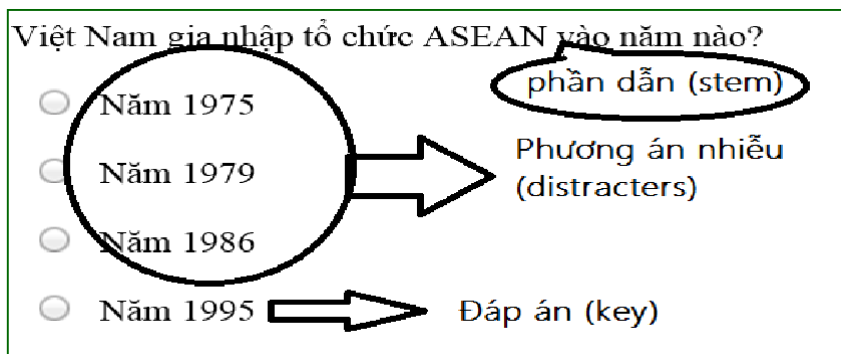 Việt Nam gia nhập tổ chức ASEAN vào năm nào?
phần dẫn (stem)
Năm 1975
Năm 1979
Năm 1986
Phương án nhiễu
(distracters)
Năm 1995
Đáp án (key)